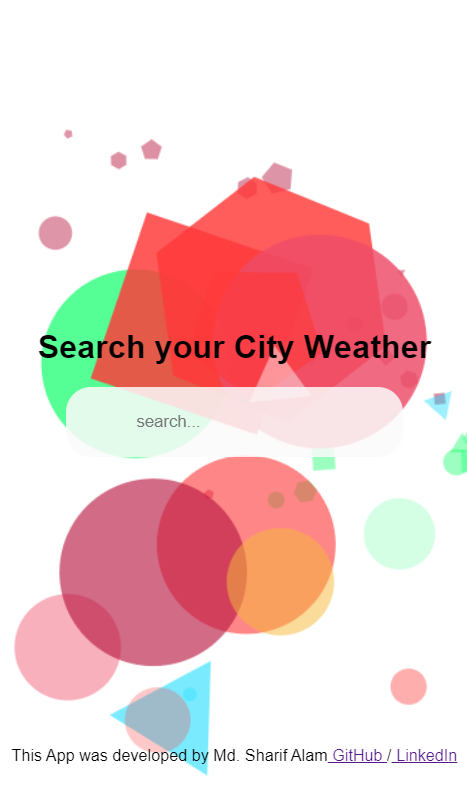 Search your City Weather
search...
This App was developed by Md. Sharif Alam GitHub / LinkedIn